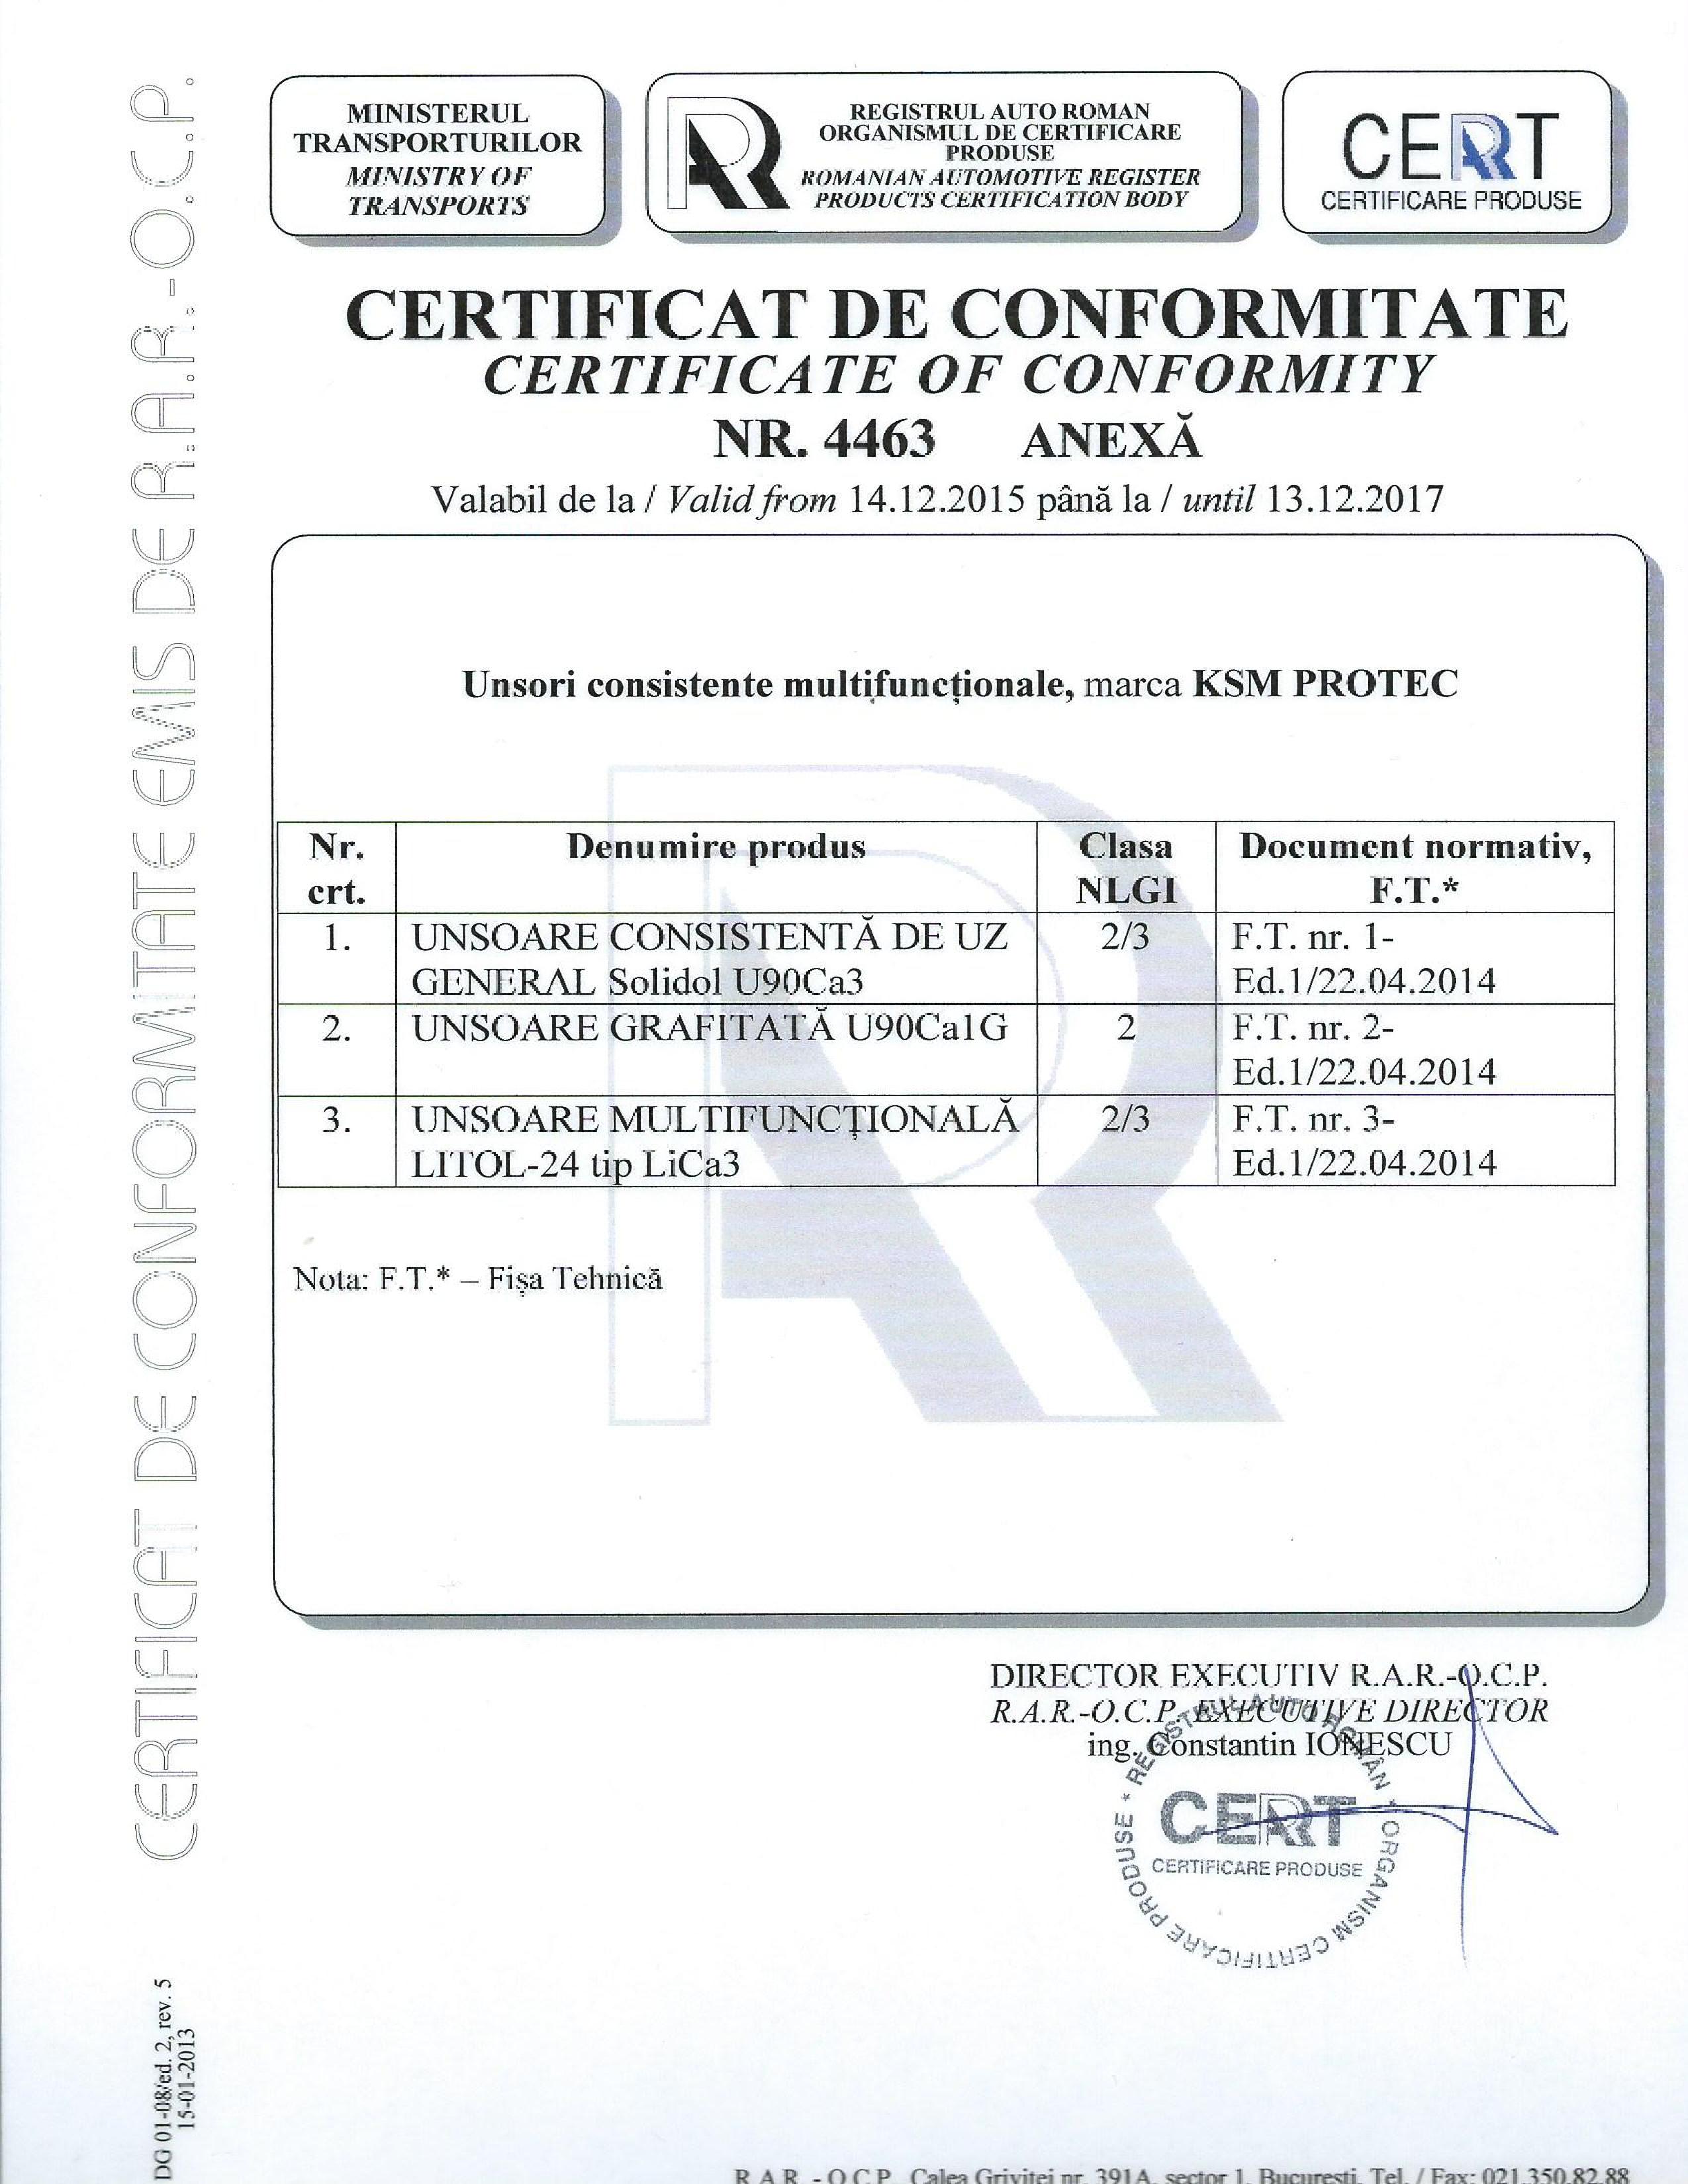 MINISTERUL
TRANSPORTURILOR
MINISTRY OF
TRANSPORTS
REGISTRUL AUTO ROMAN
ORGANISMUL DE CERTIFICARE
PRODUSE
ROMANIAN AUTOMOTIVE REGISTER
PRODUCTS CERTIFICATION BODY
CERT
CERTIFICARE PRODUSE
CERTIFICAT DE CONFORMITATE
CERTIFICATE OF CONFORMITY
NR. 4463 ANEXĂ
Valabil de la / Valid from 14.12.2015 până la / until 13.12.2017
Unsori consistente multifuncționale, marca KSM PROTEC
Nr. crt. Denumire produs Clasa NLGI Document normativ, F.T.*
1. UNSOARE CONSISTENTĂ DE UZ 2/3 F.T. nr. 1-
GENERAL Solidol U90Ca3 Ed.1/22.04.2014
2. UNSOARE GRAFITATĂ U90Ca1G 2 F.T. nr. 2-
Ed.1/22.04.2014
3. UNSOARE MULTIFUNCȚIONALĂ 2/3 F.T. nr. 3-
LITOL-24 tip LiCa3 Ed.1/22.04.2014
Nota: F.T.* – Fișa Tehnică
DIRECTOR EXECUTIV R.A.R.-O.C.P.
R.A.R.-O.C.P. EXECUTIVE DIRECTOR
ing. Constantin IONESCU
* REGISTRUL AUTO ROMÂN * ORGANISM CERTIFICARE PRODUSE
CERT
CERTIFICARE PRODUSE
CERTIFICAT DE CONFORMITATE EMIS DE R.A.R.-O.C.P.
DG 01-08/ed. 2, rev. 5
15-01-2013
R.A.R. - O.C.P. Calea Griviței nr. 391A, sector 1, București, Tel. / Fax: 021.350.82.88